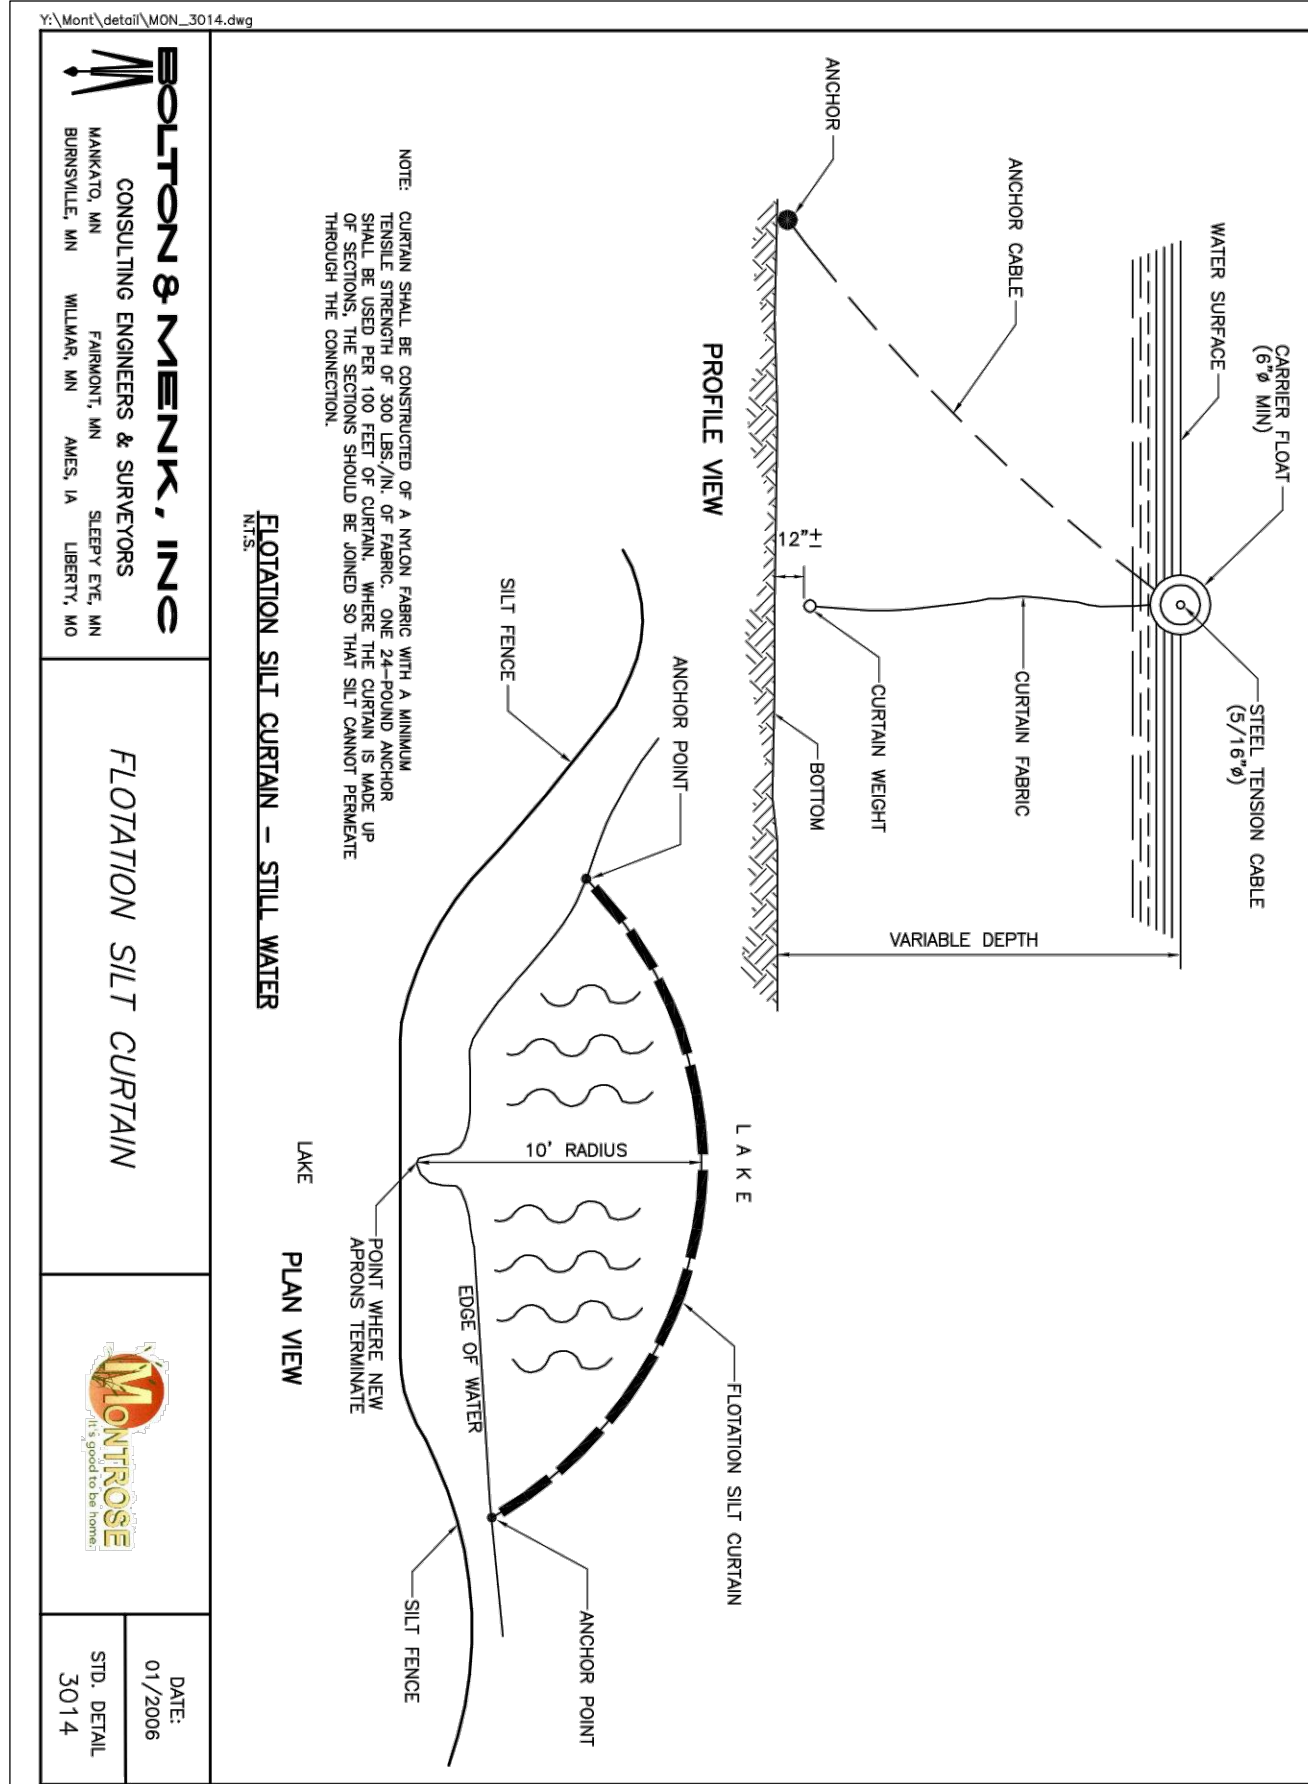 Y:\Mont\detail\MON_3014.dwg
CARRIER FLOAT
(6"ø MIN)
WATER SURFACE
ANCHOR CABLE
ANCHOR
STEEL TENSION CABLE
(5/16"ø)
CURTAIN FABRIC
CURTAIN WEIGHT
BOTTOM
12"±
VARIABLE DEPTH
PROFILE VIEW
LAKE
FLOTATION SILT CURTAIN
ANCHOR POINT
ANCHOR POINT
SILT FENCE
SILT FENCE
10' RADIUS
EDGE OF WATER
POINT WHERE NEW
APRONS TERMINATE
LAKE
PLAN VIEW
NOTE: CURTAIN SHALL BE CONSTRUCTED OF A NYLON FABRIC WITH A MINIMUM
TENSILE STRENGTH OF 300 LBS./IN. OF FABRIC. ONE 24-POUND ANCHOR
SHALL BE USED PER 100 FEET OF CURTAIN. WHERE THE CURTAIN IS MADE UP
OF SECTIONS, THE SECTIONS SHOULD BE JOINED SO THAT SILT CANNOT PERMEATE
THROUGH THE CONNECTION.
FLOTATION SILT CURTAIN - STILL WATER
N.T.S.
BOLTON & MENK, INC
CONSULTING ENGINEERS & SURVEYORS
MANKATO, MN FAIRMONT, MN SLEEPY EYE, MN
BURNSVILLE, MN WILLMAR, MN AMES, IA LIBERTY, MO
FLOTATION SILT CURTAIN
MONTROSE
It's good to be home.
DATE:
01/2006
STD. DETAIL
3014